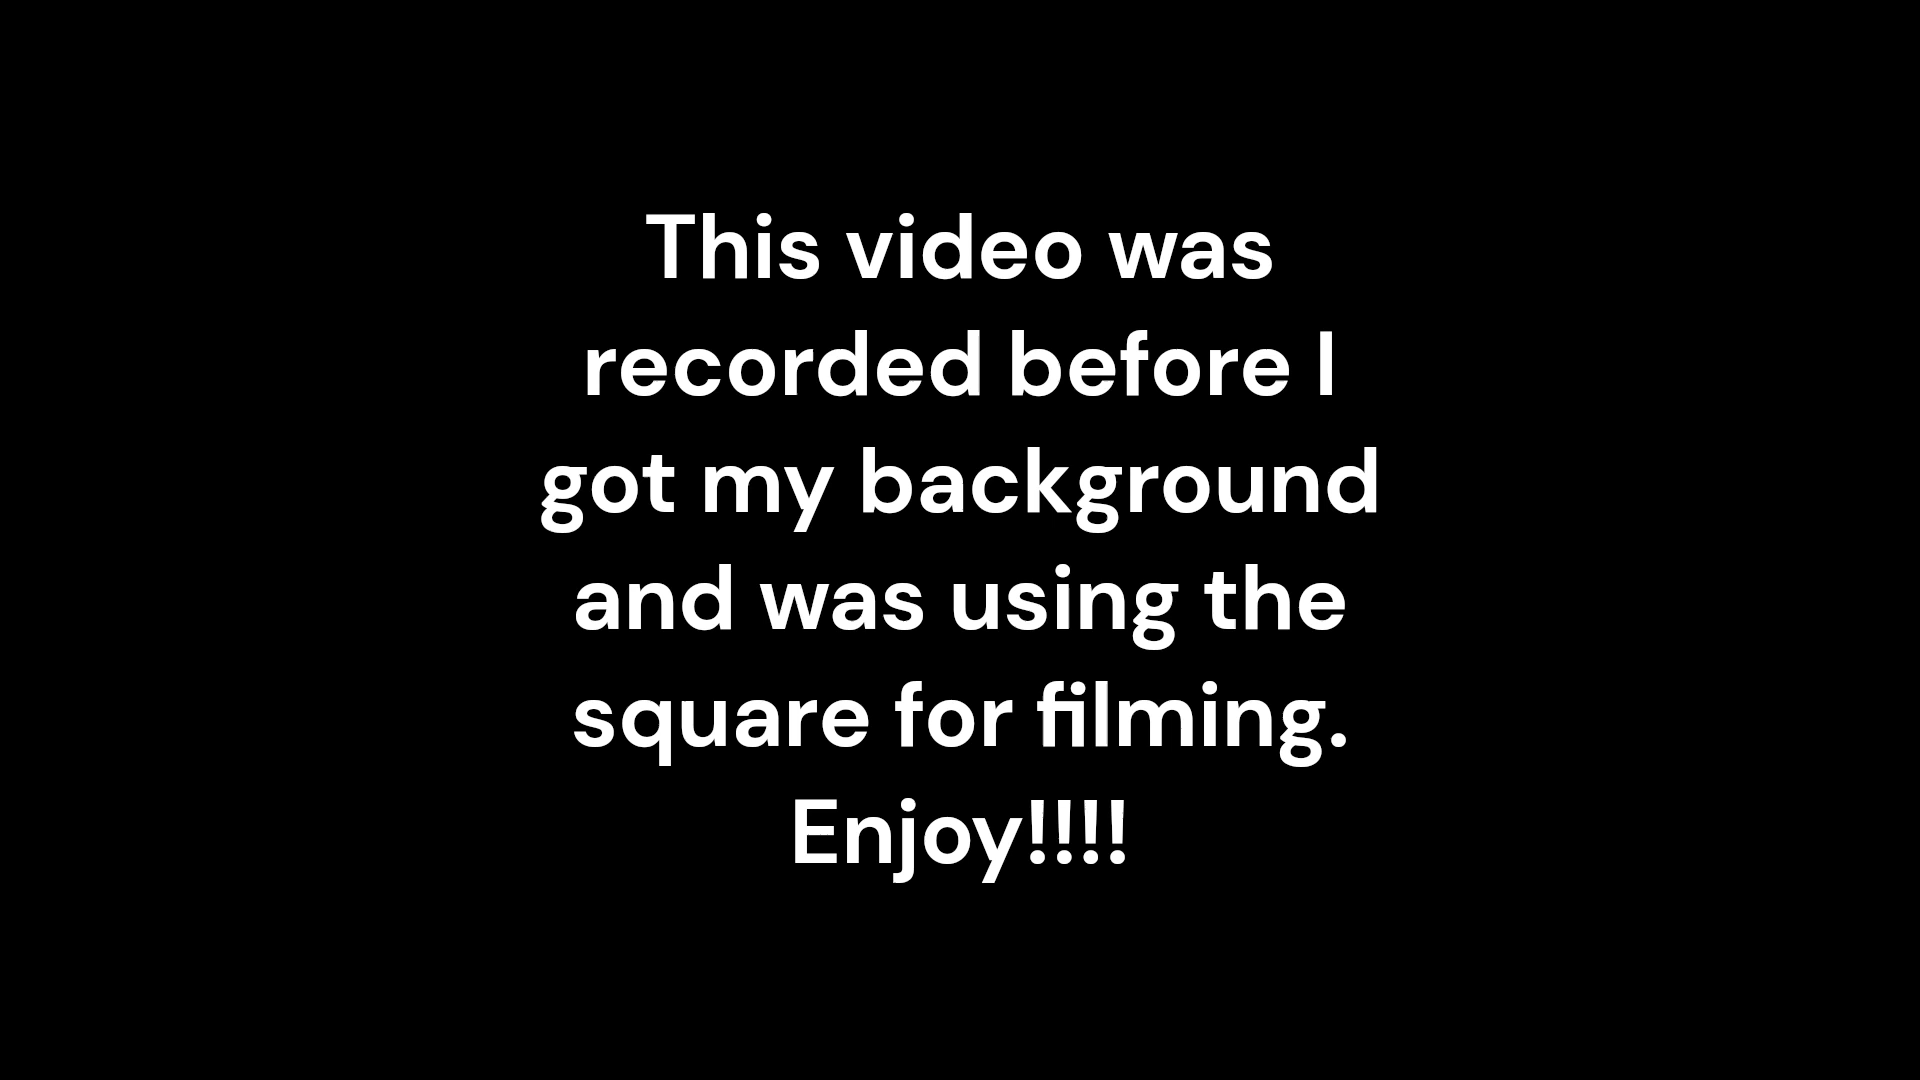 This video was
recorded before I
got my background
and was using the
square for filming.
Enjoy!!!!